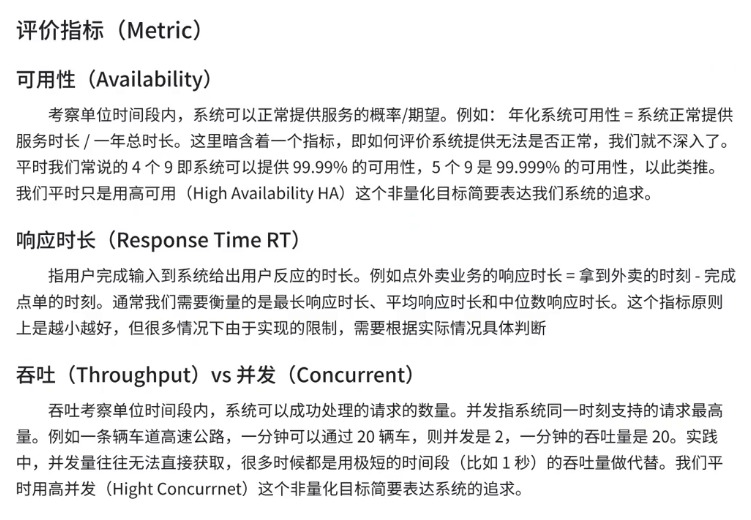 评价指标（Metric）
可用性（Availability）
考察单位时间段内，系统可以正常提供服务的概率/期望。例如： 年化系统可用性 = 系统正常提供
服务时长 / 一年总时长。这里暗含着一个指标，即如何评价系统提供无法是否正常，我们就不深入了。
平时我们常说的 4 个 9 即系统可以提供 99.99% 的可用性，5 个 9 是 99.999% 的可用性，以此类推。
我们平时只是用高可用（High Availability HA）这个非量化目标简要表达我们系统的追求。
响应时长（Response Time RT）
指用户完成输入到系统给出用户反应的时长。例如点外卖业务的响应时长 = 拿到外卖的时刻 - 完成
点单的时刻。通常我们需要衡量的是最长响应时长、平均响应时长和中位数响应时长。这个指标原则
上是越小越好，但很多情况下由于实现的限制，需要根据实际情况具体判断
吞吐（Throughput）vs 并发（Concurrent）
吞吐考察单位时间段内，系统可以成功处理的请求的数量。并发指系统同一时刻支持的请求最高
量。例如一条辆车道高速公路，一分钟可以通过 20 辆车，则并发是 2，一分钟的吞吐量是 20。实践
中，并发量往往无法直接获取，很多时候都是用极短的时间段（比如 1 秒）的吞吐量做代替。我们平
时用高并发（Hight Concurrnet）这个非量化目标简要表达系统的追求。